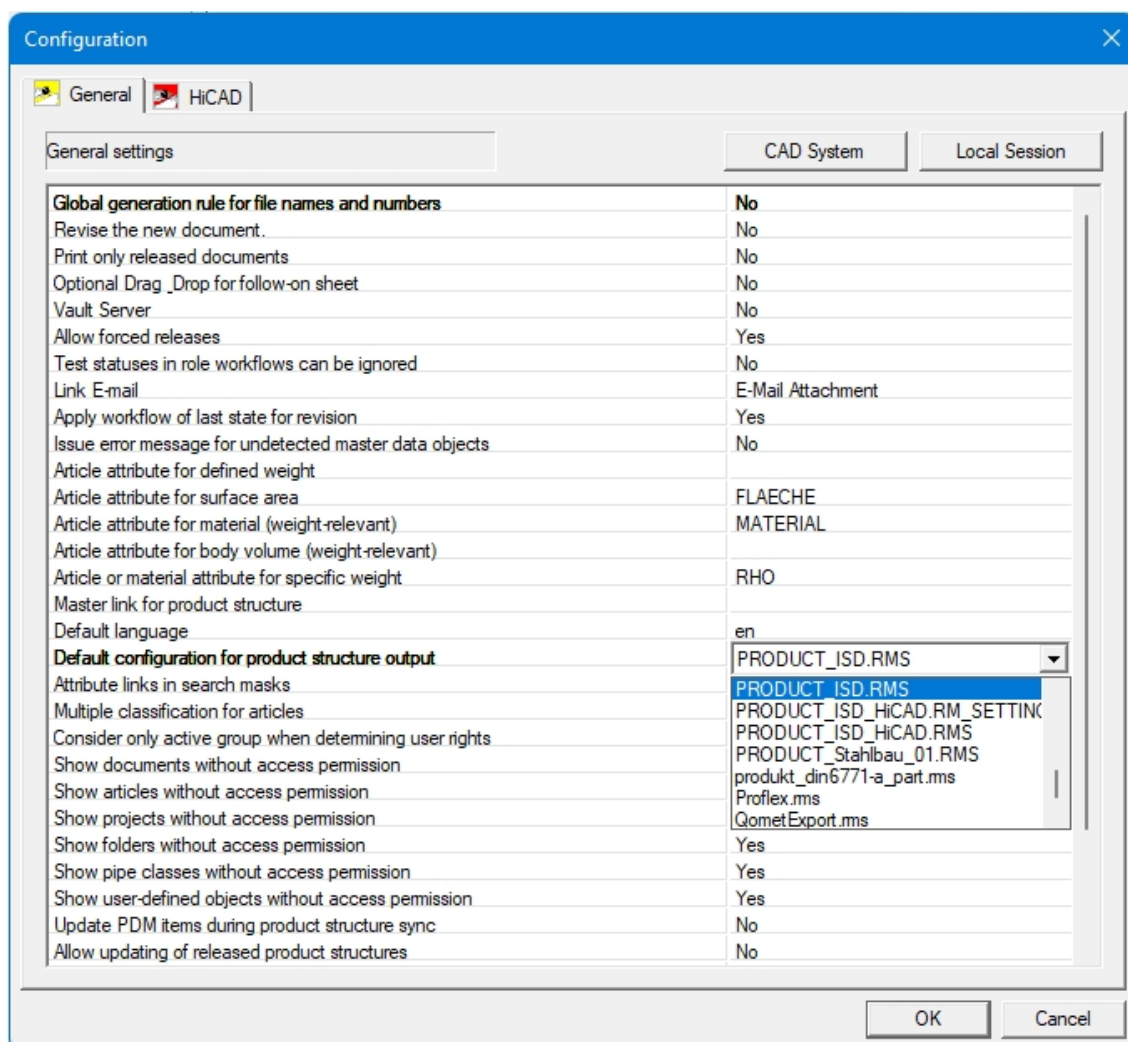 Configuration
General HiCAD
General settings CAD System Local Session
Global generation rule for file names and numbers No
Revise the new document. No
Print only released documents No
Optional Drag _Drop for follow-on sheet No
Vault Server No
Allow forced releases Yes
Test statuses in role workflows can be ignored No
Link E-mail E-Mail Attachment
Apply workflow of last state for revision Yes
Issue error message for undetected master data objects No
Article attribute for defined weight
Article attribute for surface area FLAECHE
Article attribute for material (weight-relevant) MATERIAL
Article attribute for body volume (weight-relevant)
Article or material attribute for specific weight RHO
Master link for product structure
Default language en
Default configuration for product structure output PRODUCT_ISD.RMS
Attribute links in search masks PRODUCT_ISD.RMS
Multiple classification for articles PRODUCT_ISD_HiCAD.RM_SETTING
Consider only active group when determining user rights PRODUCT_ISD_HiCAD.RMS
Show documents without access permission PRODUCT_Stahlbau_01.RMS
Show articles without access permission produkt_din6771-a_part.rms
Show projects without access permission Proflex.rms
QometExport.rms
Show folders without access permission Yes
Show pipe classes without access permission Yes
Show user-defined objects without access permission Yes
Update PDM items during product structure sync No
Allow updating of released product structures No
OK Cancel